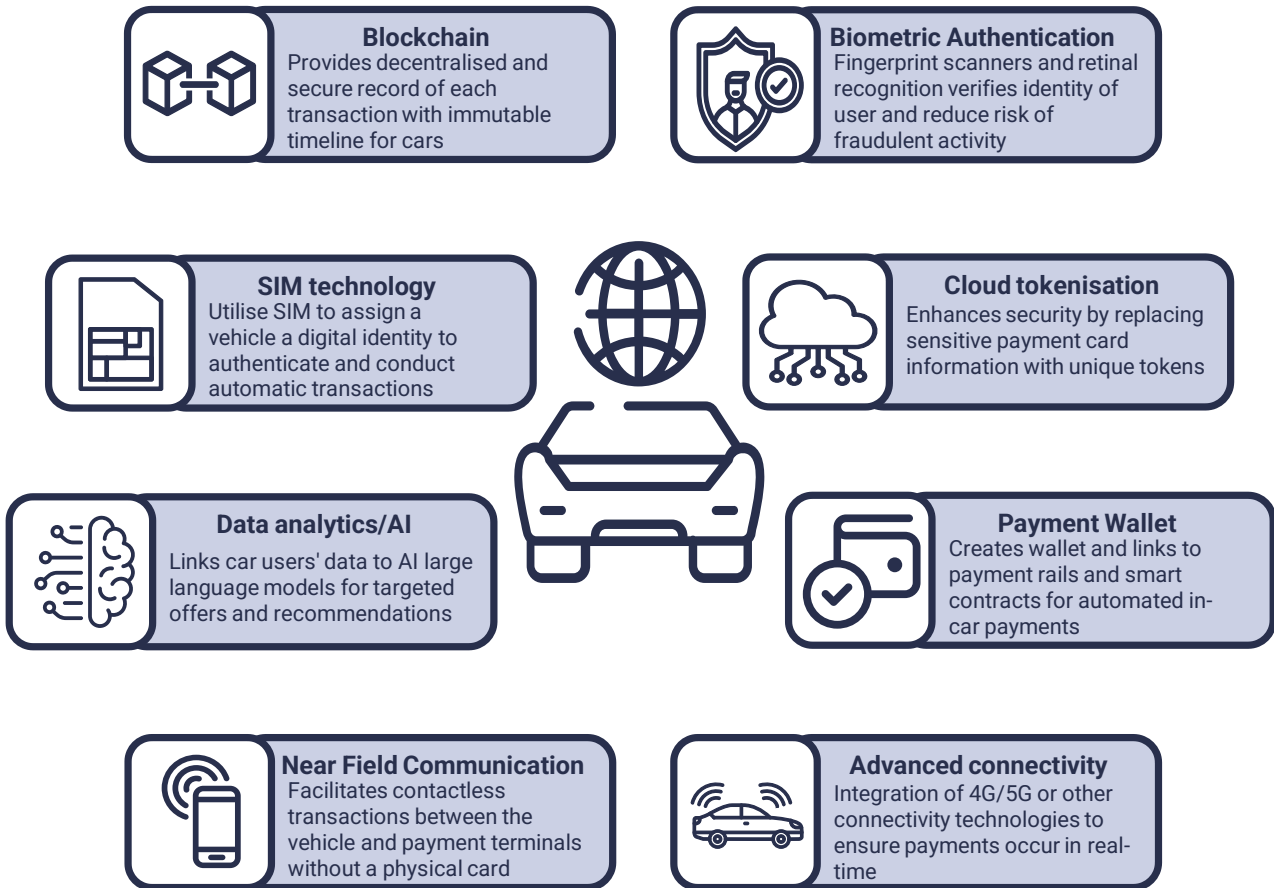 Blockchain
Provides decentralised and
secure record of each
transaction with immutable
timeline for cars
Biometric Authentication
Fingerprint scanners and retinal
recognition verifies identity of
user and reduce risk of
fraudulent activity
SIM technology
Utilise SIM to assign a
vehicle a digital identity to
authenticate and conduct
automatic transactions
Cloud tokenisation
Enhances security by replacing
sensitive payment card
information with unique tokens
Data analytics/AI
Links car users' data to AI large
language models for targeted
offers and recommendations
Payment Wallet
Creates wallet and links to
payment rails and smart
contracts for automated in-
car payments
Near Field Communication
Facilitates contactless
transactions between the
vehicle and payment terminals
without a physical card
Advanced connectivity
Integration of 4G/5G or other
connectivity technologies to
ensure payments occur in real-
time